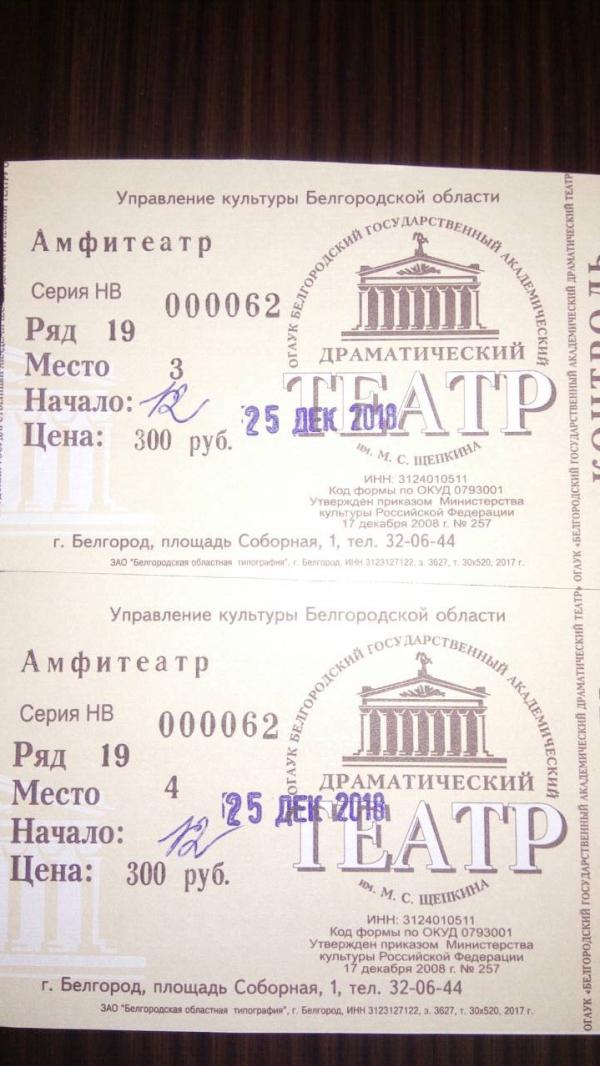 Управление культуры Белгородской области
Амфитеатр
Серия НВ 000062
Ряд 19
Место 3
Начало: 12
Цена: 300 руб.
25 ДЕК 2018
ОГАУК БЕЛГОРОДСКИЙ ГОСУДАРСТВЕННЫЙ АКАДЕМИЧЕСКИЙ
ДРАМАТИЧЕСКИЙ
ТЕАТР
им. М. С. ЩЕПКИНА
ИНН: 3124010511
Код формы по ОКУД 0793001
Утвержден приказом Министерства
культуры Российской Федерации
17 декабря 2008 г. № 257
г. Белгород, площадь Соборная, 1, тел. 32-06-44
ЗАО "Белгородская областная типография", г. Белгород, ИНН 3123127122, з. 3627, т. 30х520, 2017 г.
Управление культуры Белгородской области
Амфитеатр
Серия НВ 000062
Ряд 19
Место 4
Начало: 12
Цена: 300 руб.
25 ДЕК 2018
ОГАУК БЕЛГОРОДСКИЙ ГОСУДАРСТВЕННЫЙ АКАДЕМИЧЕСКИЙ
ДРАМАТИЧЕСКИЙ
ТЕАТР
им. М. С. ЩЕПКИНА
ИНН: 3124010511
Код формы по ОКУД 0793001
Утвержден приказом Министерства
культуры Российской Федерации
17 декабря 2008 г. № 257
г. Белгород, площадь Соборная, 1, тел. 32-06-44
ЗАО "Белгородская областная типография", г. Белгород, ИНН 3123127122, з. 3627, т. 30х520, 2017 г.
ОГАУК «БЕЛГОРОДСКИЙ ГОСУДАРСТВЕННЫЙ АКАДЕМИЧЕСКИЙ ДРАМАТИЧЕСКИЙ ТЕАТР
ОГАУК «БЕЛГОРОДСКИЙ ГОСУДАРСТВЕННЫЙ АКАДЕМИЧЕСКИЙ ДРАМАТИЧЕСКИЙ ТЕАТР»
КОНТРОЛЬ